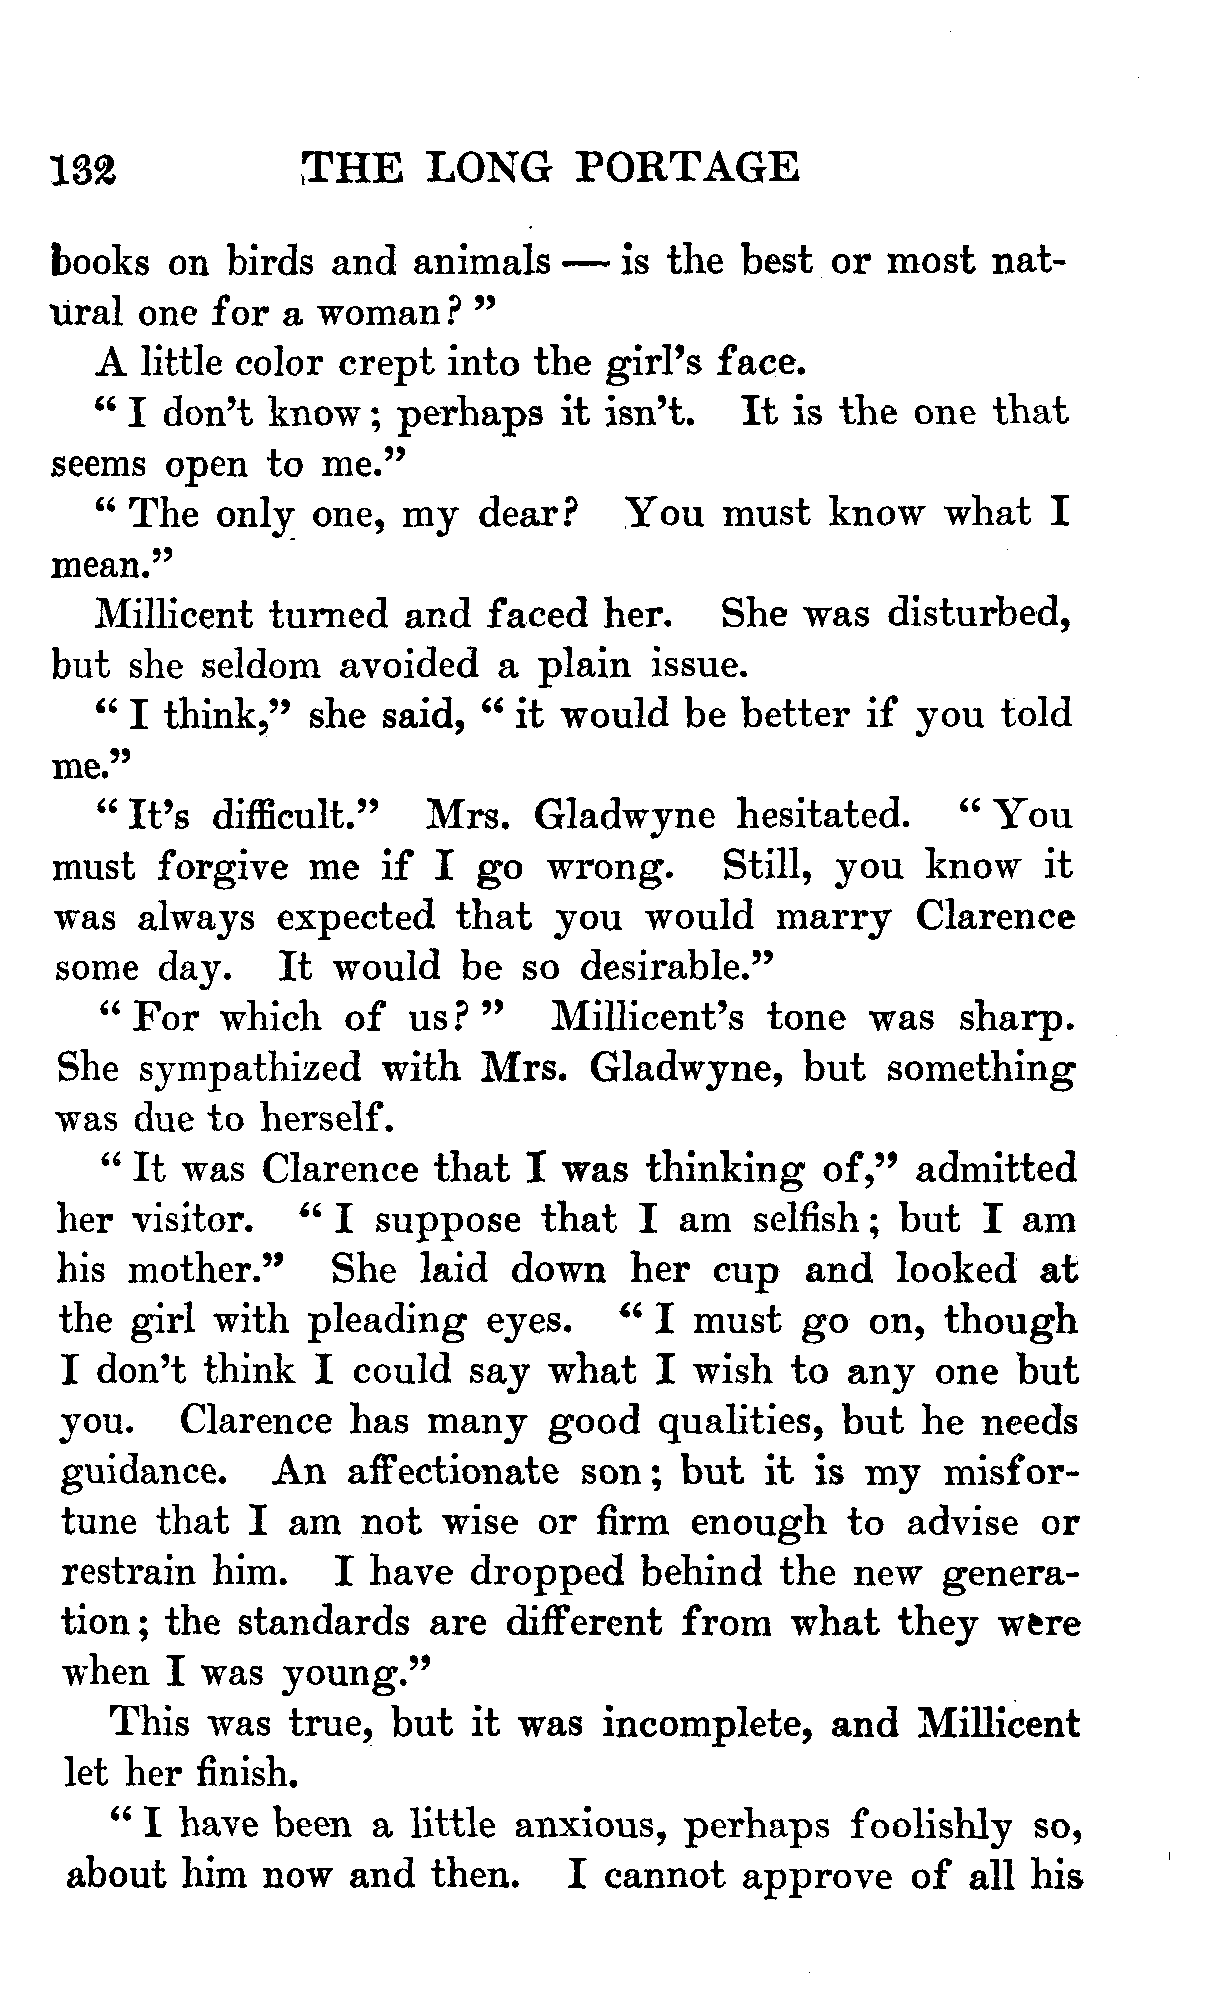 132 THE LONG PORTAGE
books on birds and animals — is the best or most nat-
ural one for a woman?"
A little color crept into the girl's face.
"I don't know; perhaps it isn't. It is the one that
seems open to me."
"The only one, my dear? You must know what I
mean."
Millicent turned and faced her. She was disturbed,
but she seldom avoided a plain issue.
"I think," she said, "it would be better if you told
me."
"It's difficult." Mrs. Gladwyne hesitated. "You
must forgive me if I go wrong. Still, you know it
was always expected that you would marry Clarence
some day. It would be so desirable."
"For which of us?" Millicent's tone was sharp.
She sympathized with Mrs. Gladwyne, but something
was due to herself.
"It was Clarence that I was thinking of," admitted
her visitor. "I suppose that I am selfish; but I am
his mother." She laid down her cup and looked at
the girl with pleading eyes. "I must go on, though
I don't think I could say what I wish to any one but
you. Clarence has many good qualities, but he needs
guidance. An affectionate son; but it is my misfor-
tune that I am not wise or firm enough to advise or
restrain him. I have dropped behind the new genera-
tion; the standards are different from what they were
when I was young."
This was true, but it was incomplete, and Millicent
let her finish.
"I have been a little anxious, perhaps foolishly so,
about him now and then. I cannot approve of all his